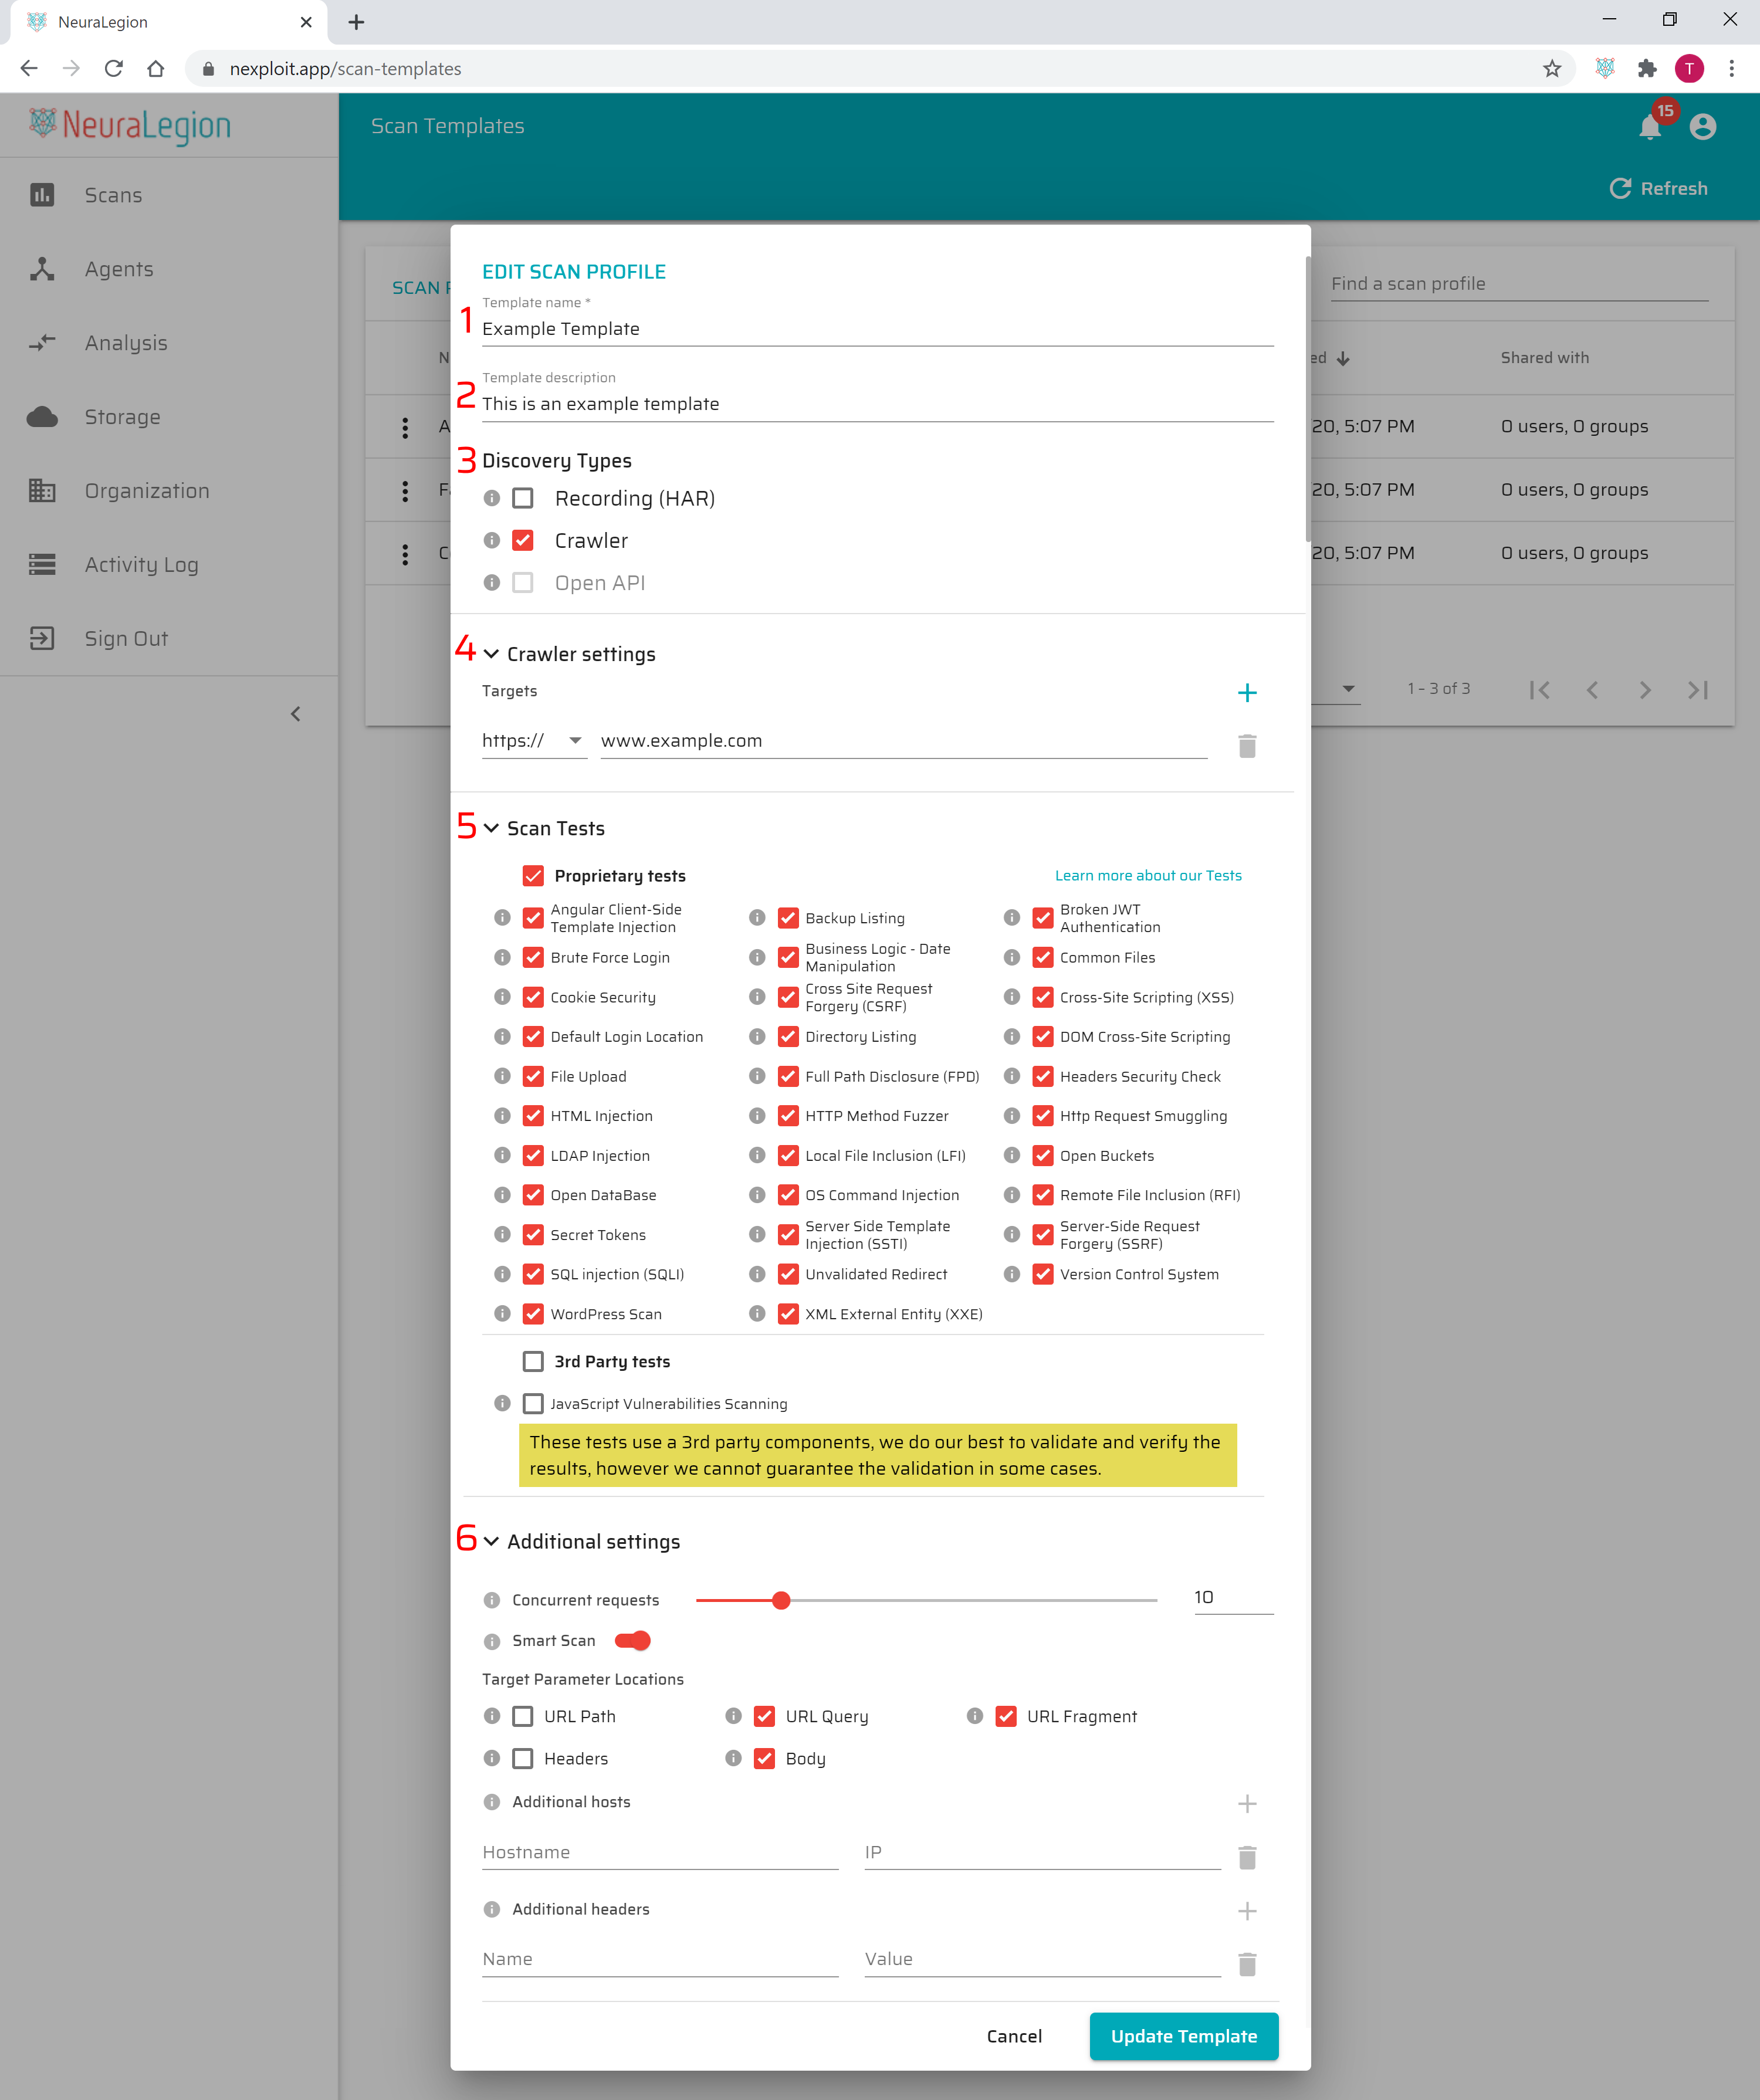 NeuraLegion
nexploit.app/scan-templates
T
NeuraLegion
Scan Templates
15
Refresh
Scans
Agents
Analysis
Storage
Organization
Activity Log
Sign Out
SCAN
Find a scan profile
Shared with
20, 5:07 PM
0 users, 0 groups
20, 5:07 PM
0 users, 0 groups
20, 5:07 PM
0 users, 0 groups
1 - 3 of 3
EDIT SCAN PROFILE
Template name *
1 Example Template
Template description
2 This is an example template
3 Discovery Types
Recording (HAR)
Crawler
Open API
4 Crawler settings
Targets
https:// www.example.com
5 Scan Tests
Proprietary tests
Learn more about our Tests
Angular Client-Side
Template Injection
Backup Listing
Broken JWT
Authentication
Brute Force Login
Business Logic - Date
Manipulation
Common Files
Cookie Security
Cross Site Request
Forgery (CSRF)
Cross-Site Scripting (XSS)
Default Login Location
Directory Listing
DOM Cross-Site Scripting
File Upload
Full Path Disclosure (FPD)
Headers Security Check
HTML Injection
HTTP Method Fuzzer
Http Request Smuggling
LDAP Injection
Local File Inclusion (LFI)
Open Buckets
Open DataBase
OS Command Injection
Remote File Inclusion (RFI)
Secret Tokens
Server Side Template
Injection (SSTI)
Server-Side Request
Forgery (SSRF)
SQL injection (SQLI)
Unvalidated Redirect
Version Control System
WordPress Scan
XML External Entity (XXE)
3rd Party tests
JavaScript Vulnerabilities Scanning
These tests use a 3rd party components, we do our best to validate and verify the
results, however we cannot guarantee the validation in some cases.
6 Additional settings
Concurrent requests
10
Smart Scan
Target Parameter Locations
URL Path
URL Query
URL Fragment
Headers
Body
Additional hosts
Hostname
IP
Additional headers
Name
Value
Cancel
Update Template